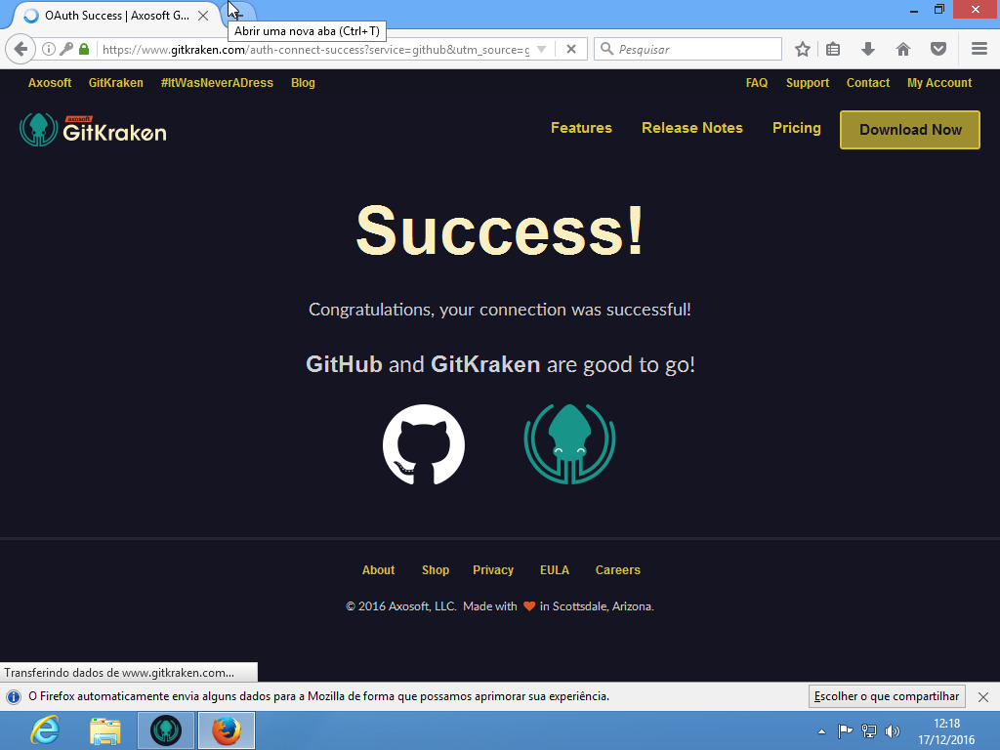 OAuth Success | Axosoft G...
Abrir uma nova aba (Ctrl+T)
https://www.gitkraken.com/auth-connect-success?service=github&utm_source=g
Pesquisar
Axosoft GitKraken #ItWasNeverADress Blog FAQ Support Contact My Account
axosoft
GitKraken
Features Release Notes Pricing Download Now
Success!
Congratulations, your connection was successful!
GitHub and GitKraken are good to go!
About Shop Privacy EULA Careers
© 2016 Axosoft, LLC. Made with ❤ in Scottsdale, Arizona.
Transferindo dados de www.gitkraken.com...
O Firefox automaticamente envia alguns dados para a Mozilla de forma que possamos aprimorar sua experiência. Escolher o que compartilhar
12:18
17/12/2016